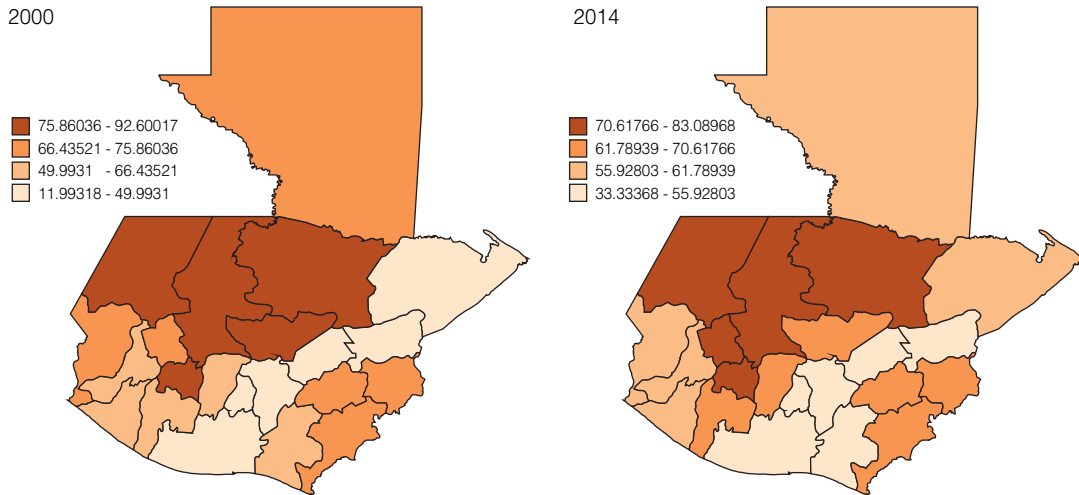 2000
75.86036 - 92.60017
66.43521 - 75.86036
49.9931 - 66.43521
11.99318 - 49.9931
2014
70.61766 - 83.08968
61.78939 - 70.61766
55.92803 - 61.78939
33.33368 - 55.92803